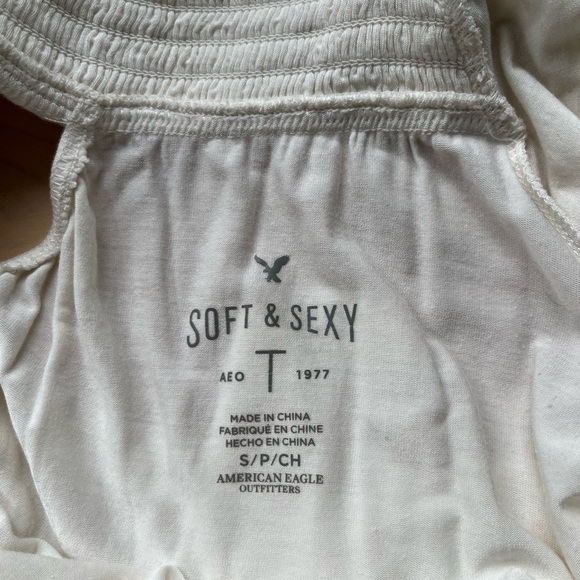 SOFT & SEXY
AEO T 1977
MADE IN CHINA
FABRIQUÉ EN CHINE
HECHO EN CHINA
S/P/CH
AMERICAN EAGLE
OUTFITTERS